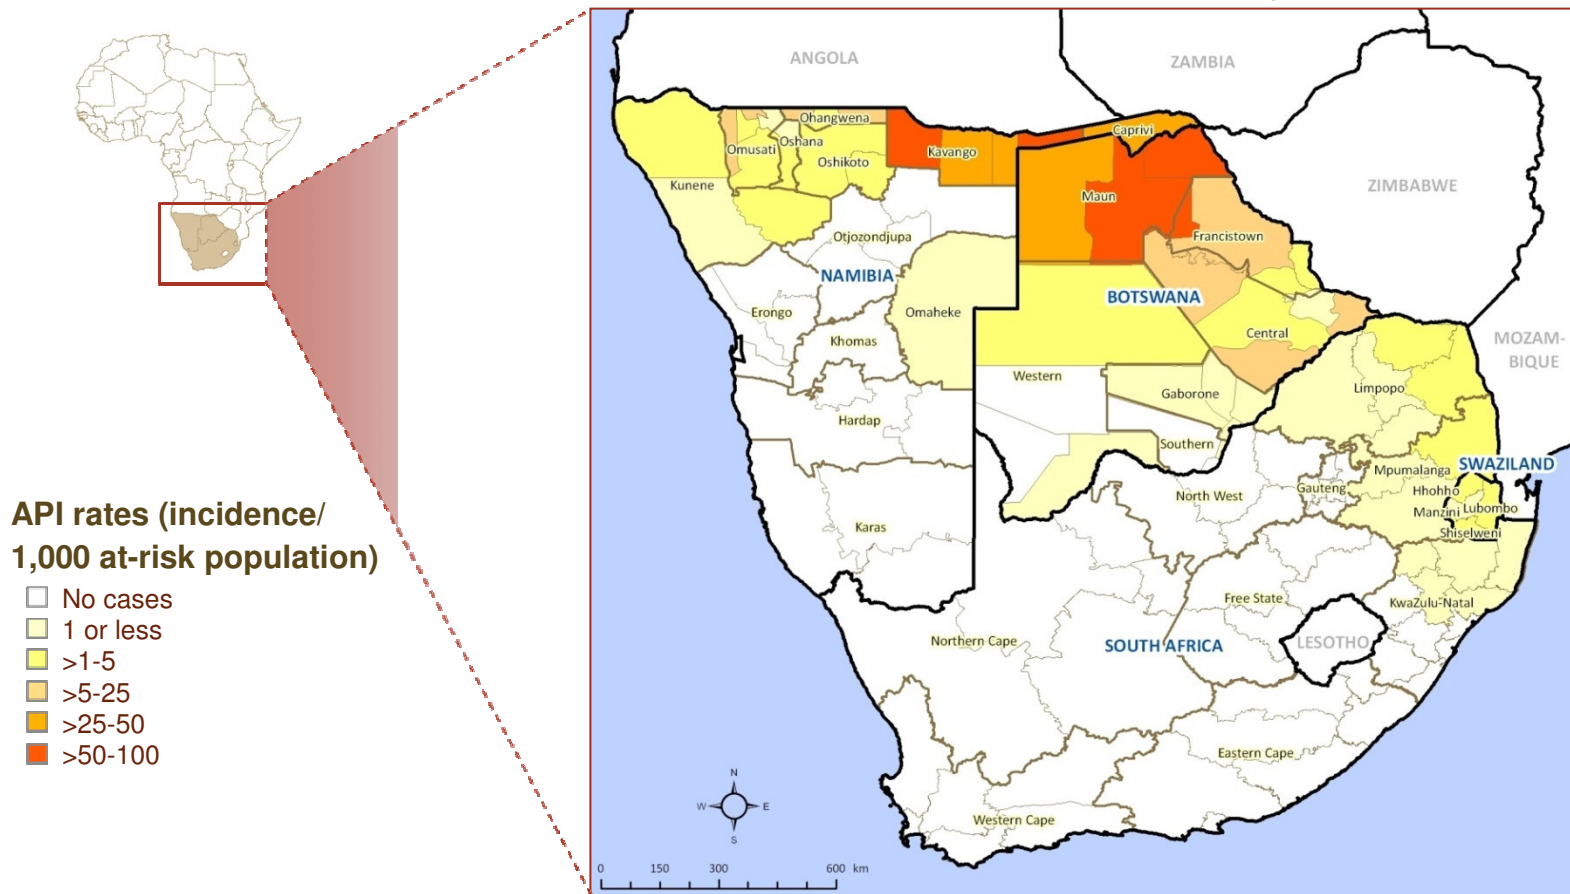 ANGOLA
ZAMBIA
ZIMBABWE
MOZAM-
BIQUE
Ohangwena
Caprivi
Omusati
Oshana
Kavango
Oshikoto
Kunene
Maun
Otjozondjupa
Francistown
NAMIBIA
BOTSWANA
Erongo
Omaheke
Khomas
Central
Western
Gaborone
Limpopo
Hardap
Southern
Mpumalanga
SWAZILAND
North West
Gauteng
Hhohho
Manzini
Lubombo
Karas
Shiselweni
Free State
KwaZulu-Natal
Northern Cape
SOUTH AFRICA
LESOTHO
Eastern Cape
Western Cape
N
W
E
S
0 150 300 600 km
API rates (incidence/
1,000 at-risk population)
No cases
1 or less
>1-5
>5-25
>25-50
>50-100